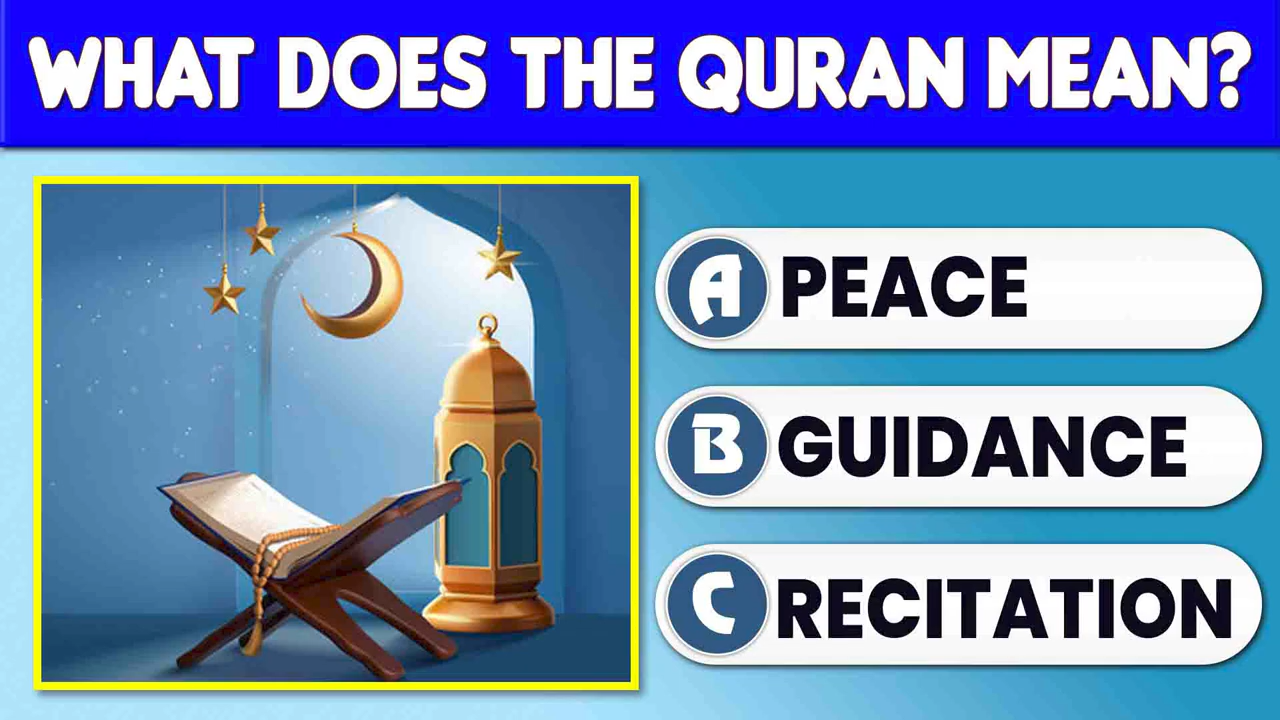 WHAT DOES THE QURAN MEAN?
A PEACE
B GUIDANCE
C RECITATION